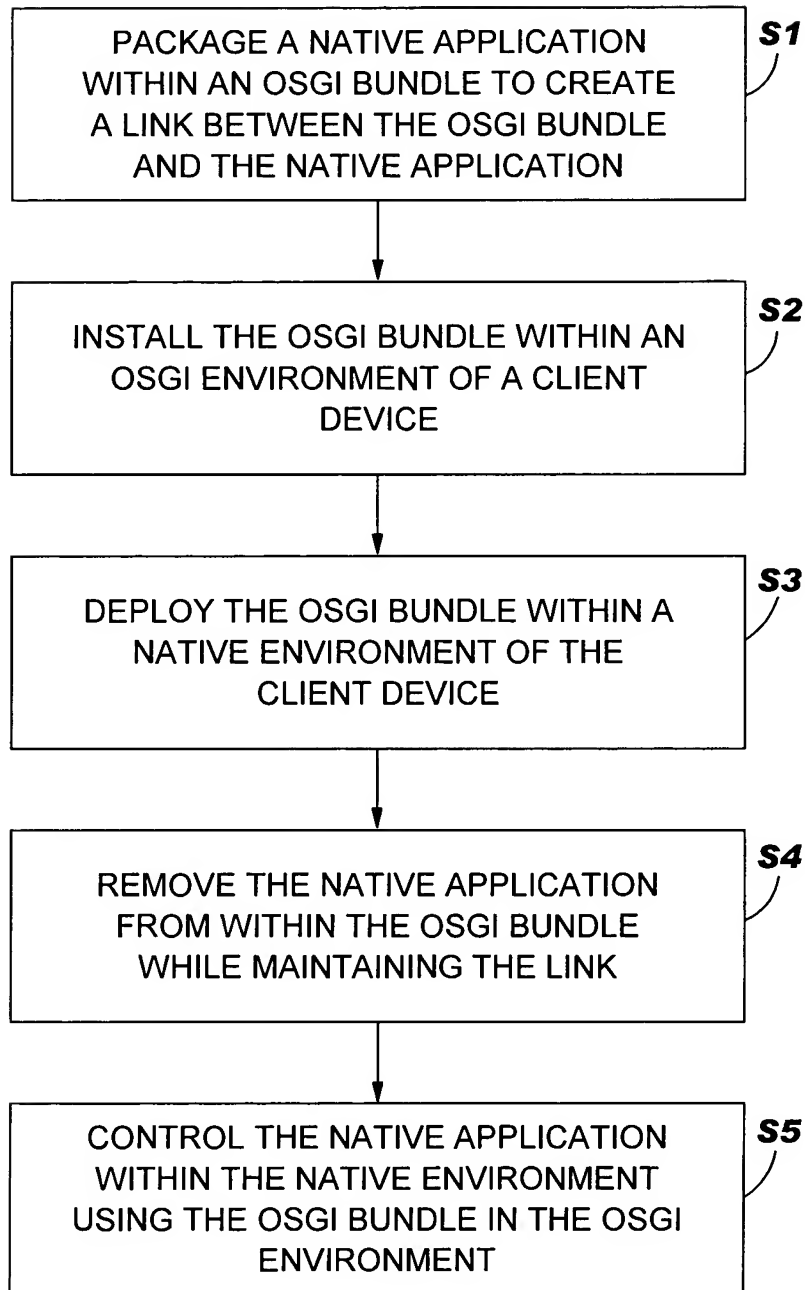 PACKAGE A NATIVE APPLICATION
WITHIN AN OSGI BUNDLE TO CREATE
A LINK BETWEEN THE OSGI BUNDLE
AND THE NATIVE APPLICATION
S1
INSTALL THE OSGI BUNDLE WITHIN AN
OSGI ENVIRONMENT OF A CLIENT
DEVICE
S2
DEPLOY THE OSGI BUNDLE WITHIN A
NATIVE ENVIRONMENT OF THE
CLIENT DEVICE
S3
REMOVE THE NATIVE APPLICATION
FROM WITHIN THE OSGI BUNDLE
WHILE MAINTAINING THE LINK
S4
CONTROL THE NATIVE APPLICATION
WITHIN THE NATIVE ENVIRONMENT
USING THE OSGI BUNDLE IN THE OSGI
ENVIRONMENT
S5